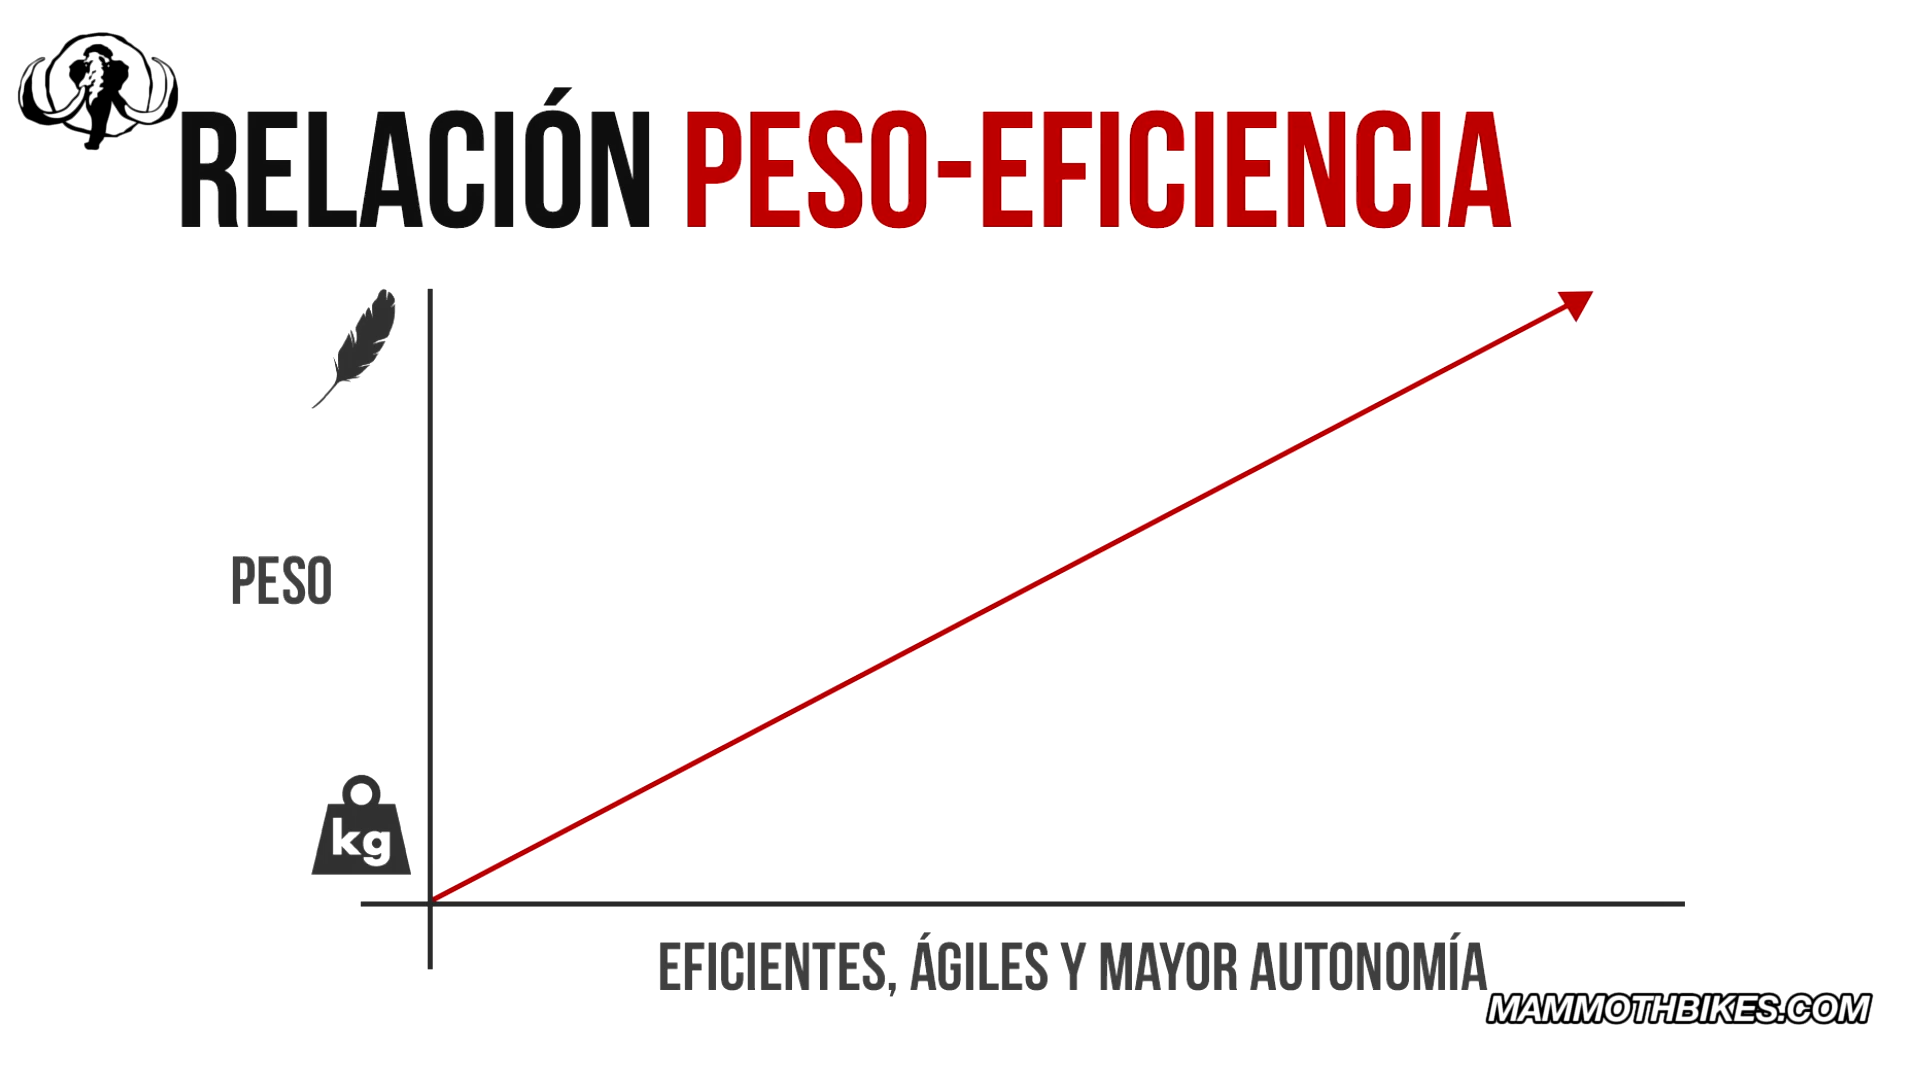 RELACIÓN PESO-EFICIENCIA
PESO
kg
EFICIENTES, ÁGILES Y MAYOR AUTONOMÍA
MAMMOTHBIKES.COM